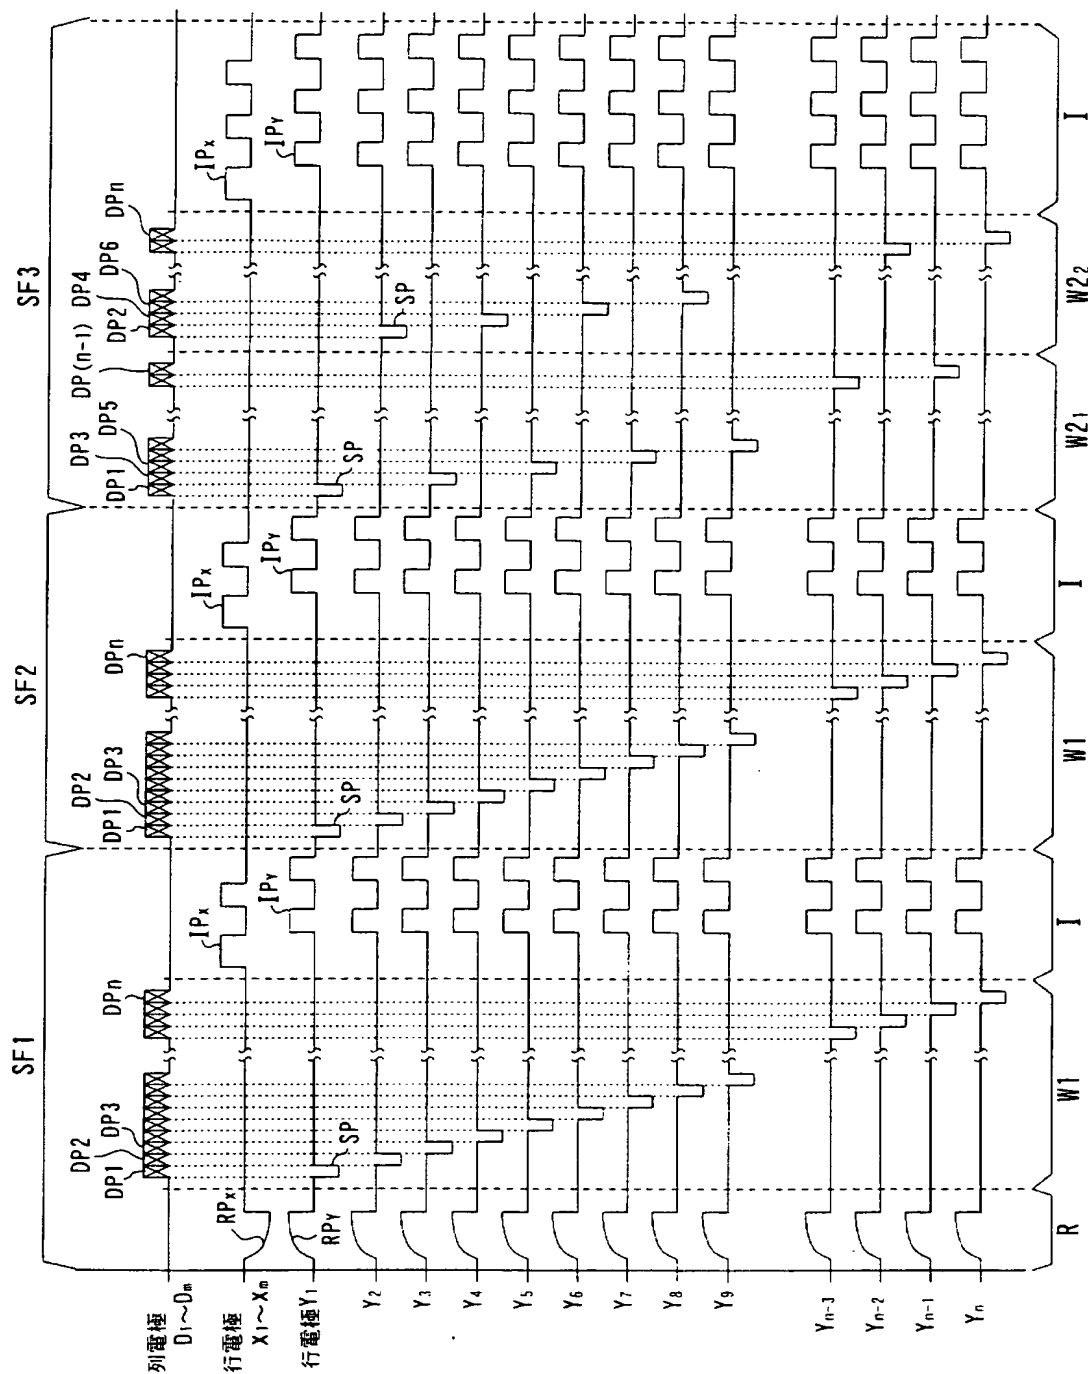 SF1 SF2 SF3
DP1 DP2 DP3 DPn DP1 DP2 DP3 DPn DP1 DP3 DP5 DP(n-1) DP2 DP4 DP6 DPn
列電極
D1〜Dm
行電極
X1〜Xm
RPx IPx IPx IPx
行電極Y1
RPY SP IPY SP IPY SP SP IPY
Y2
Y3
Y4
Y5
Y6
Y7
Y8
Y9
Yn-3
Yn-2
Yn-1
Yn
R W1 I W1 I W21 W22 I